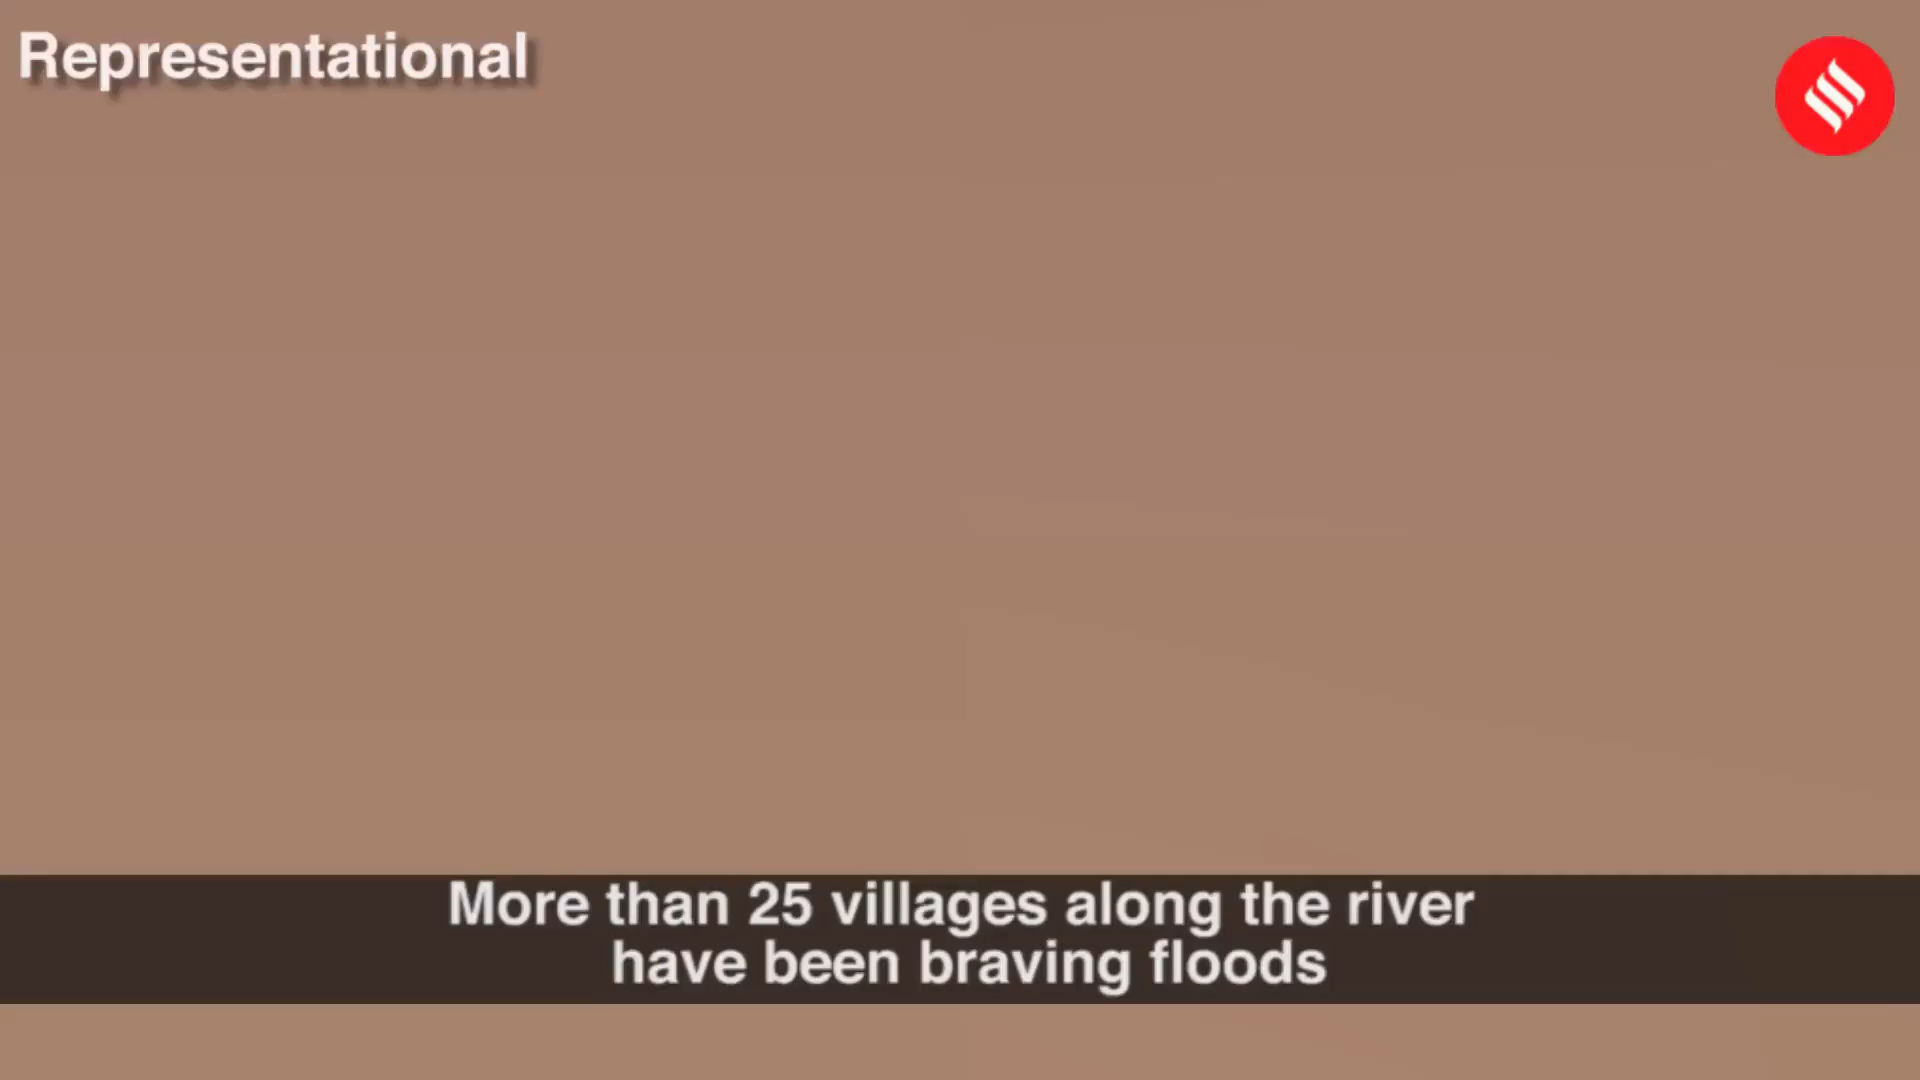 Representational
More than 25 villages along the river
have been braving floods